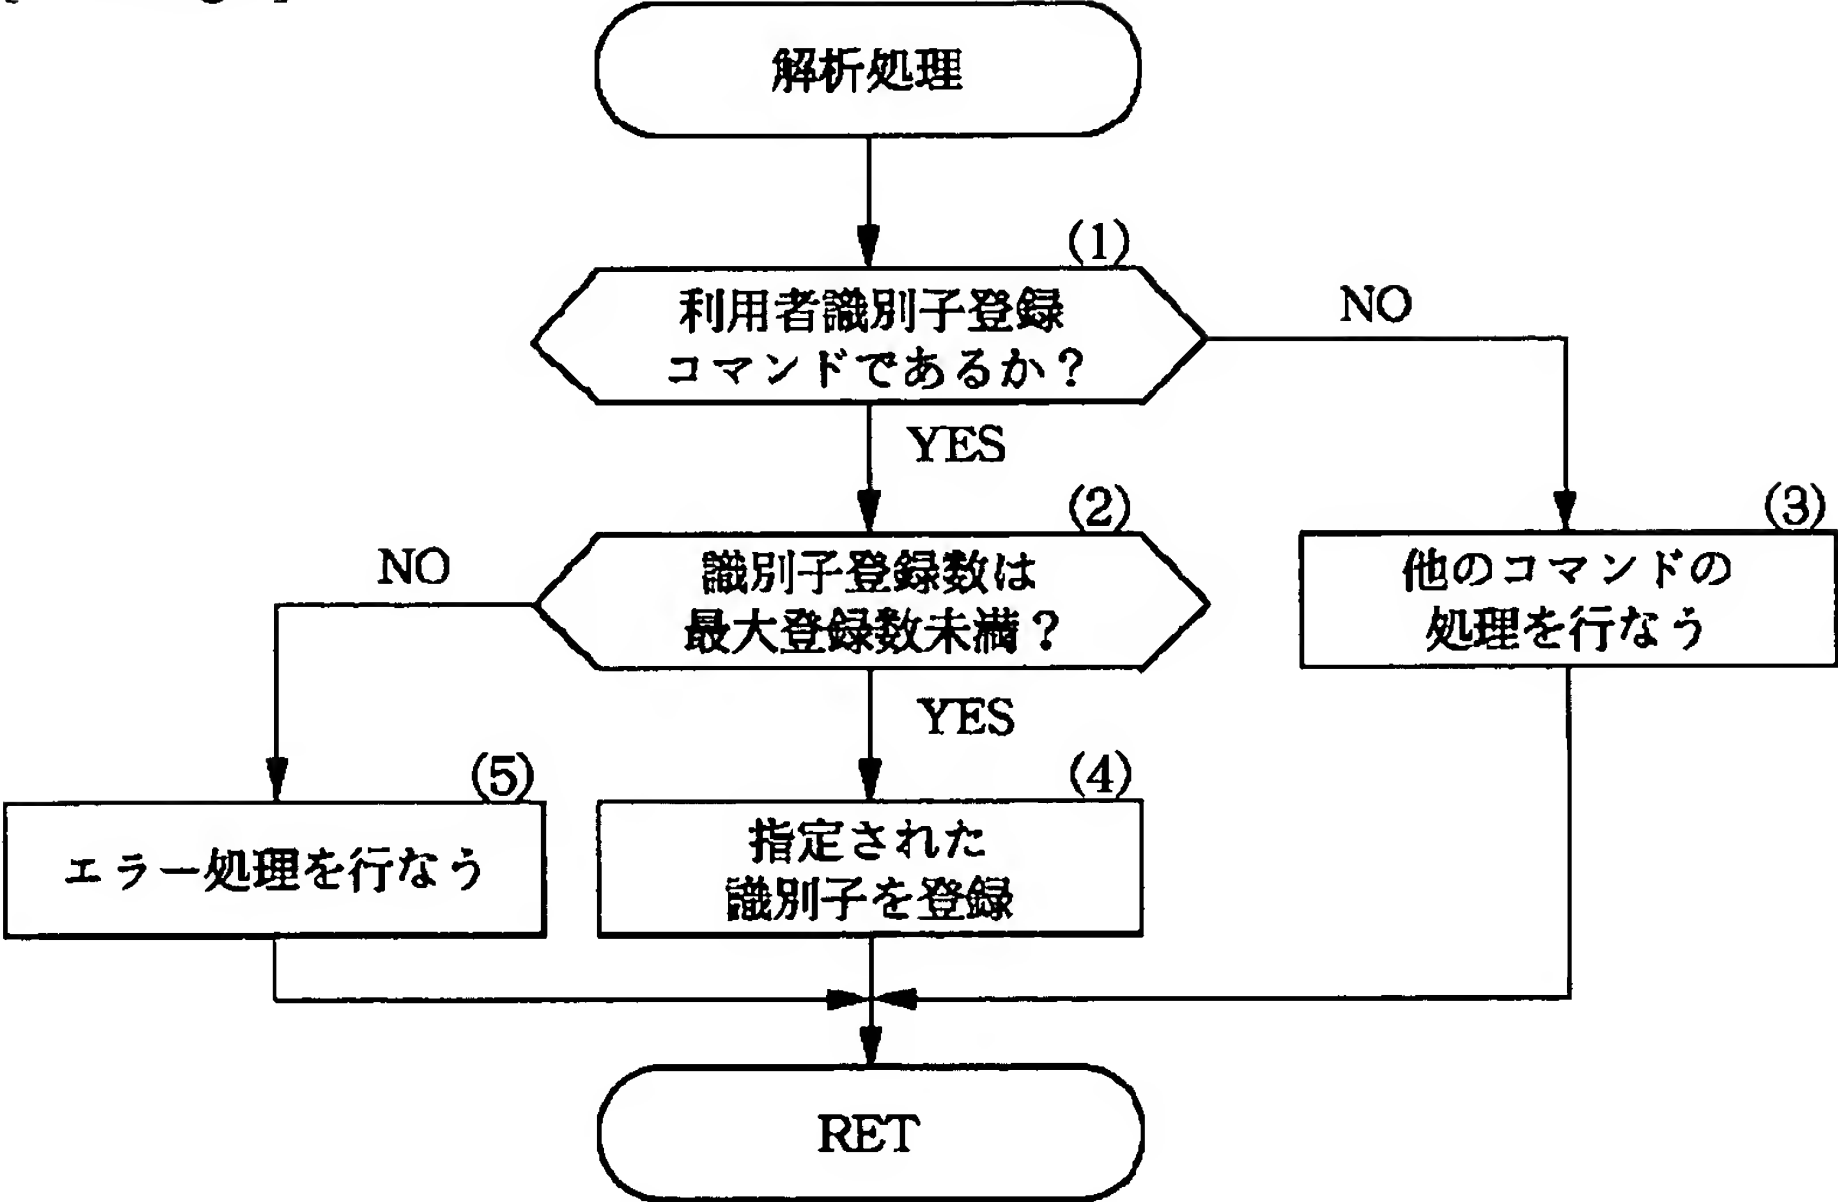 解析処理
(1)
利用者識別子登録
コマンドであるか?
NO
YES
(2)
識別子登録数は
最大登録数未満?
NO
YES
(3)
他のコマンドの
処理を行なう
(5)
エラー処理を行なう
(4)
指定された
識別子を登録
RET